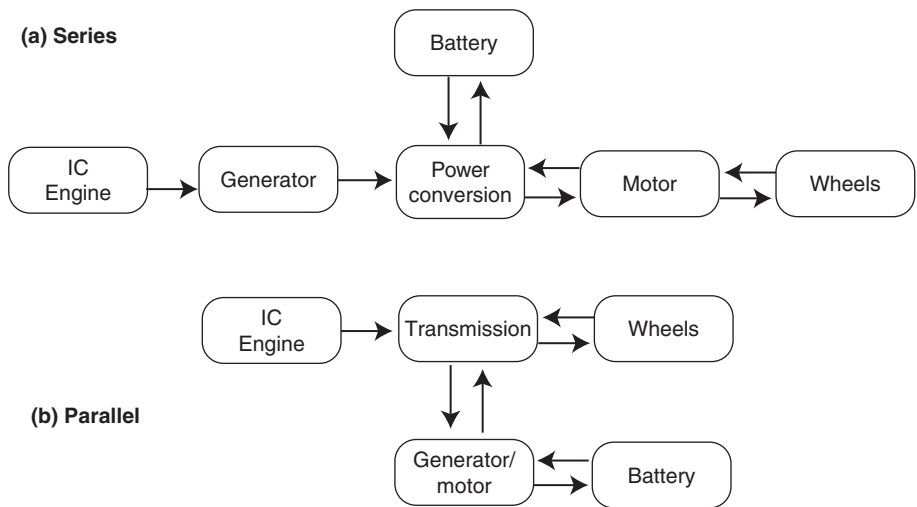 (a) Series
Battery
IC
Engine
Generator
Power
conversion
Motor
Wheels
IC
Engine
Transmission
Wheels
(b) Parallel
Generator/
motor
Battery